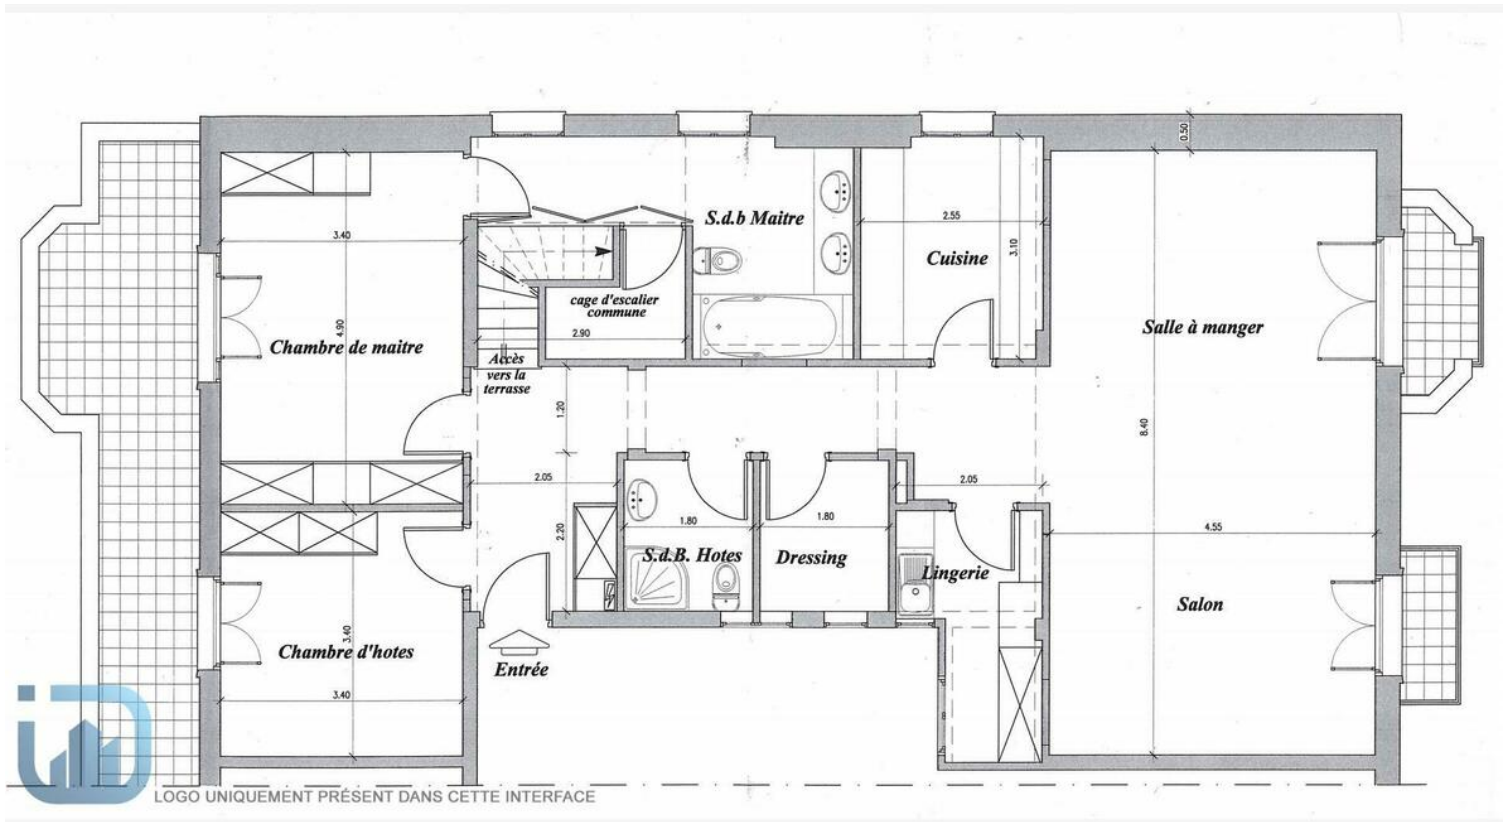 0.50
S.d.b Maitre
2.55
3.40
3.10
Cuisine
cage d'escalier
commune
2.90
Salle à manger
4.90
Chambre de maitre
Accès
vers la
terrasse
1.20
8.40
2.05
2.05
1.80
1.80
2.20
4.55
S.d.B. Hotes
Dressing
Lingerie
Salon
3.40
Chambre d'hotes
Entrée
3.40
iD
LOGO UNIQUEMENT PRÉSENT DANS CETTE INTERFACE